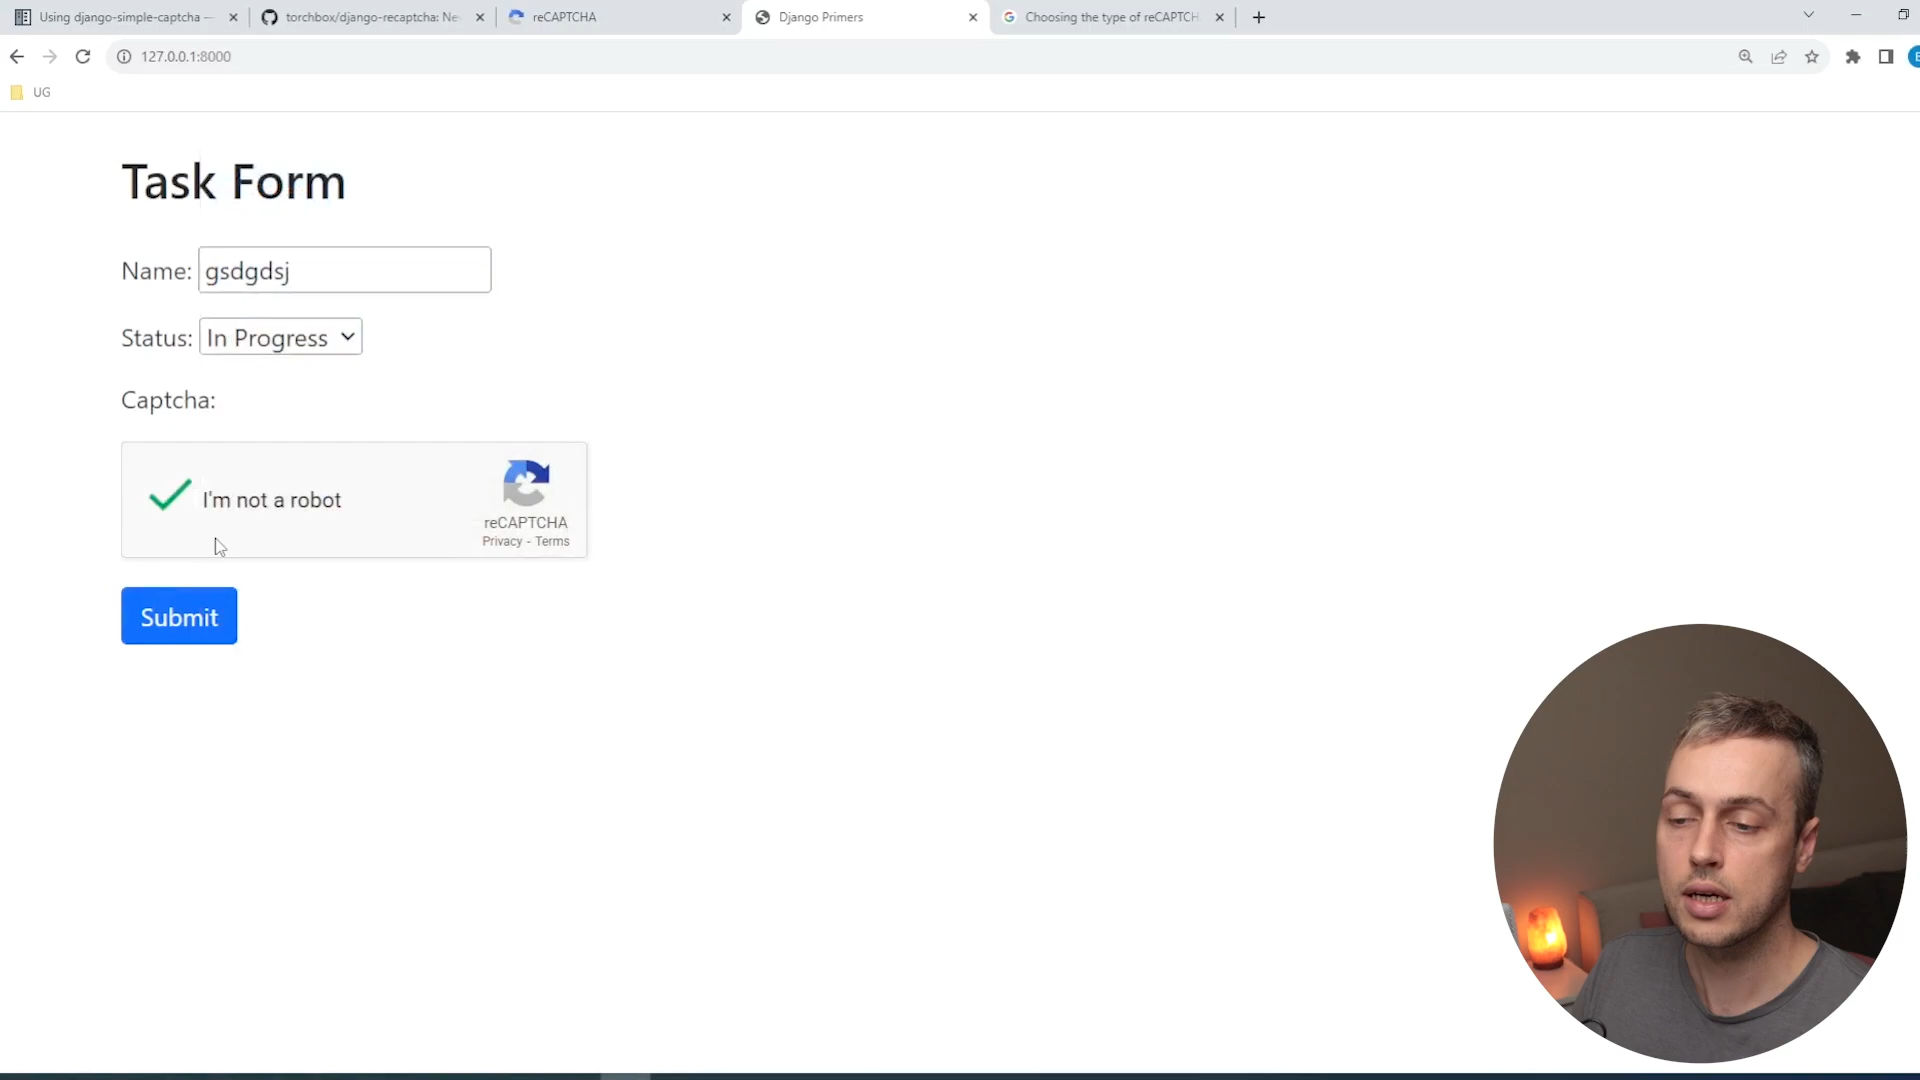 Using django-simple-captcha —
torchbox/django-recaptcha: Ne
reCAPTCHA
Django Primers
Choosing the type of reCAPTCH
127.0.0.1:8000
UG
Task Form
Name: gsdgdsj
Status: In Progress
Captcha:
I'm not a robot
reCAPTCHA
Privacy - Terms
Submit